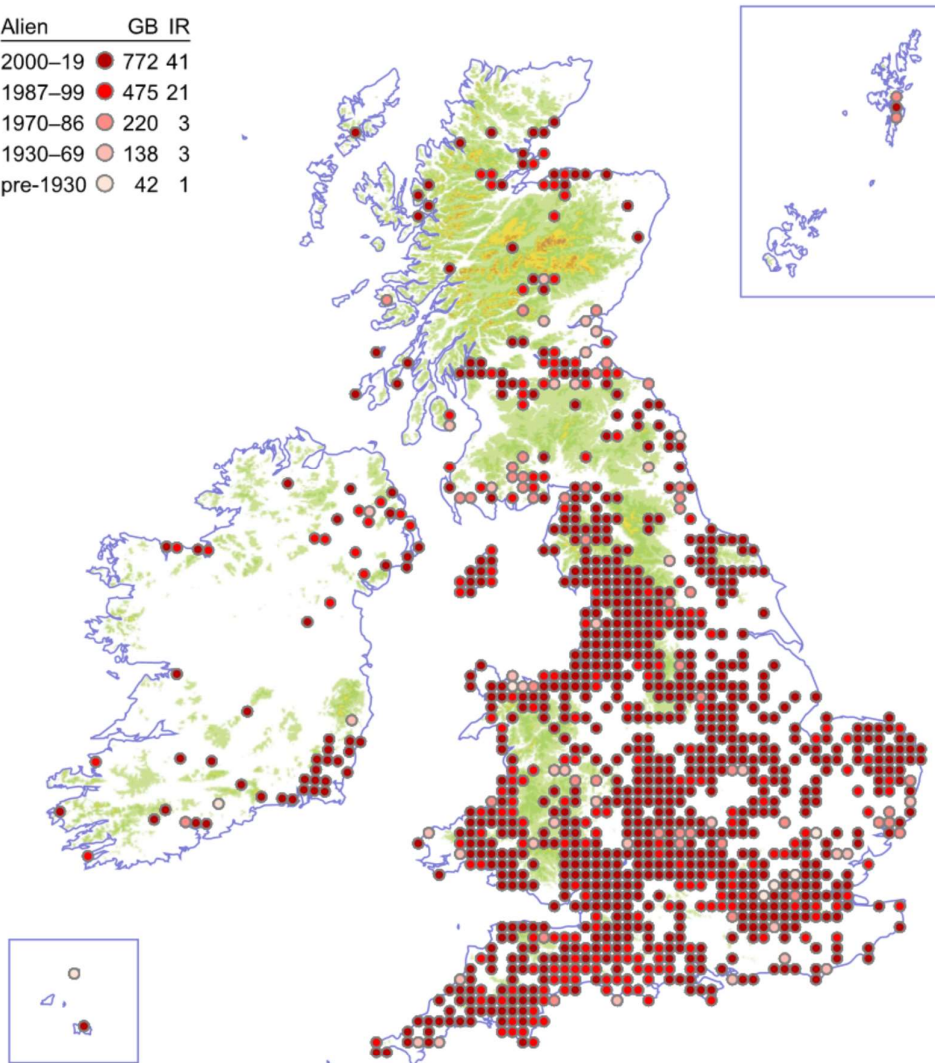 Alien GB IR
2000–19 772 41
1987–99 475 21
1970–86 220 3
1930–69 138 3
pre-1930 42 1